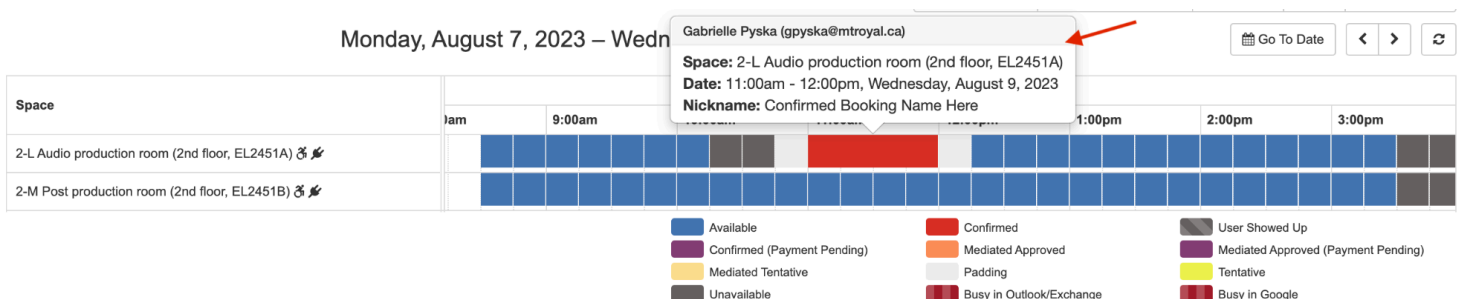 Gabrielle Pyska (gpyska@mtroyal.ca)
Monday, August 7, 2023 – Wedn
Go To Date
Space: 2-L Audio production room (2nd floor, EL2451A)
Date: 11:00am - 12:00pm, Wednesday, August 9, 2023
Nickname: Confirmed Booking Name Here
Space
9:00am 1:00pm 2:00pm 3:00pm
2-L Audio production room (2nd floor, EL2451A)
2-M Post production room (2nd floor, EL2451B)
Available Confirmed User Showed Up
Confirmed (Payment Pending) Mediated Approved Mediated Approved (Payment Pending)
Mediated Tentative Padding Tentative
Unavailable Busy in Outlook/Exchange Busy in Google